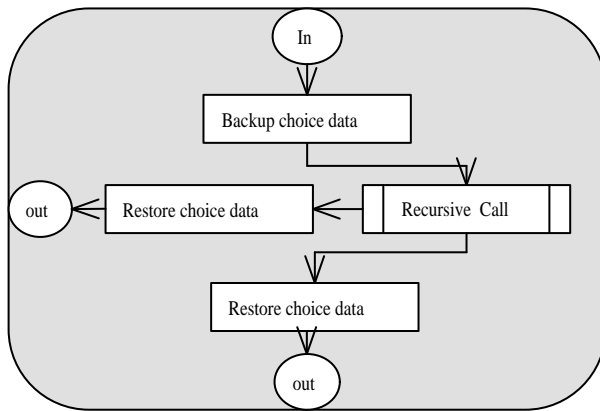 In
Backup choice data
out
Restore choice data
Recursive Call
Restore choice data
out